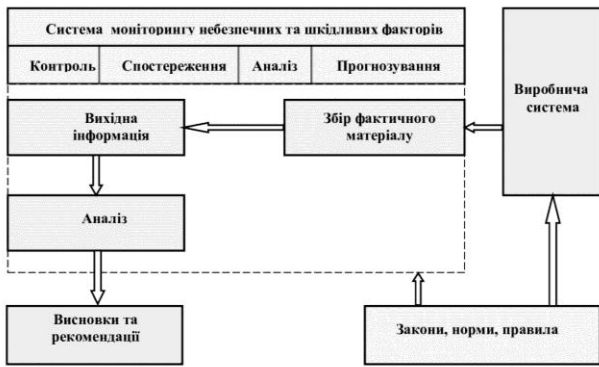 Система моніторингу небезпечних та шкідливих факторів
Контроль Спостереження Аналіз Прогнозування
Виробнича
система
Вихідна
інформація
Збір фактичного
матеріалу
Аналіз
Висновки та
рекомендації
Закони, норми, правила